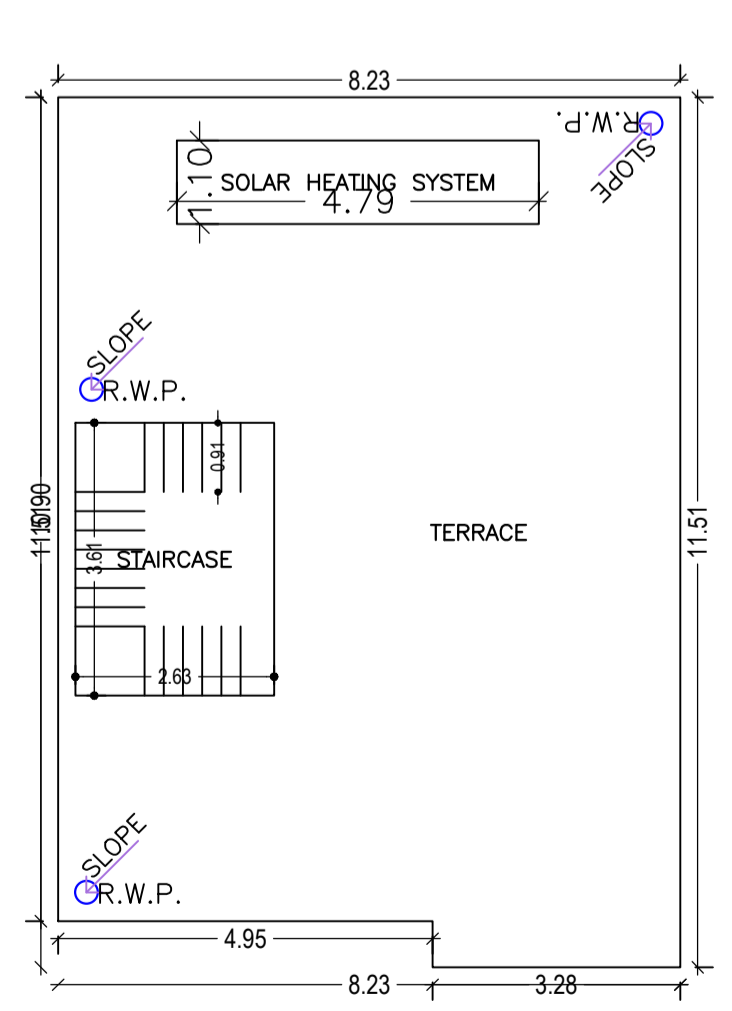 8.23
R.W.P.
SLOPE
1.10
SOLAR HEATING SYSTEM
4.79
SLOPE
R.W.P.
0.91
11.51
TERRACE
3.61
STAIRCASE
2.63
SLOPE
R.W.P.
4.95
8.23
3.28